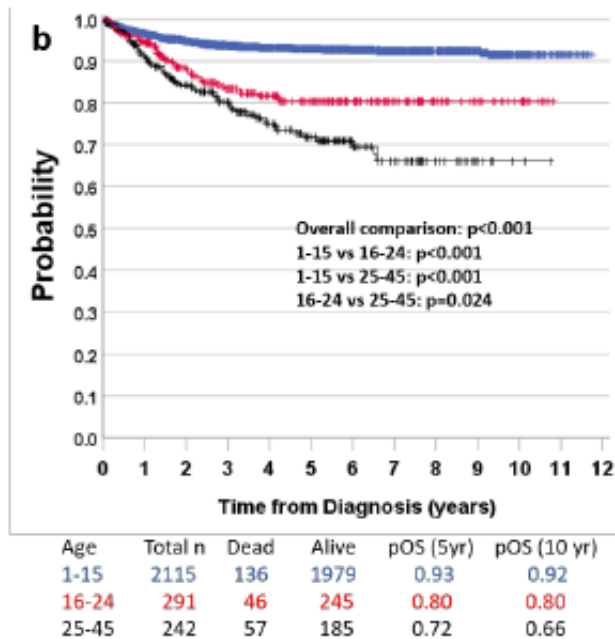 b
1.0
0.9
0.8
0.7
0.6
0.5
0.4
0.3
0.2
0.1
0.0
Probability
Overall comparison: p<0.001
1-15 vs 16-24: p<0.001
1-15 vs 25-45: p<0.001
16-24 vs 25-45: p=0.024
0 1 2 3 4 5 6 7 8 9 10 11 12
Time from Diagnosis (years)
Age Total n Dead Alive pOS (5yr) pOS (10 yr)
1-15 2115 136 1979 0.93 0.92
16-24 291 46 245 0.80 0.80
25-45 242 57 185 0.72 0.66